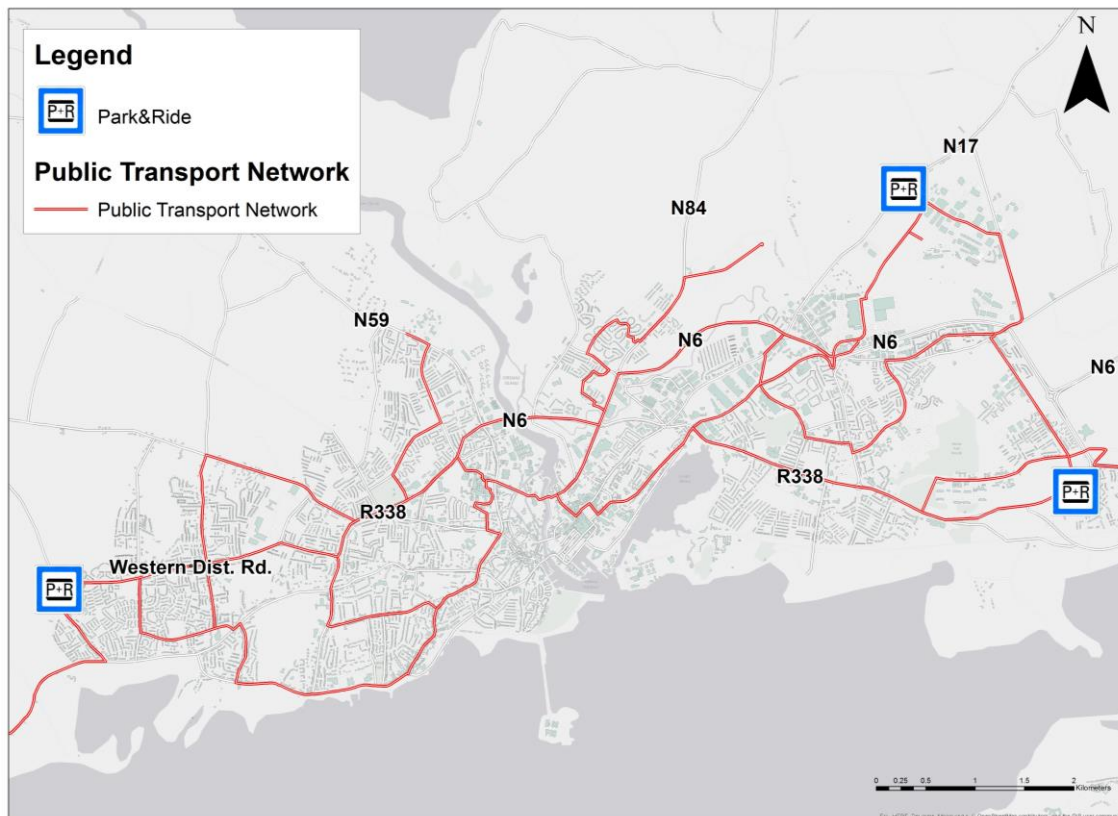 Legend
P+R
Park&Ride
Public Transport Network
Public Transport Network
N
N17
P+R
N84
N59
N6
N6
N6
N6
R338
R338
P+R
Western Dist. Rd.
P+R
0 0.25 0.5 1 1.5 2
Kilometers